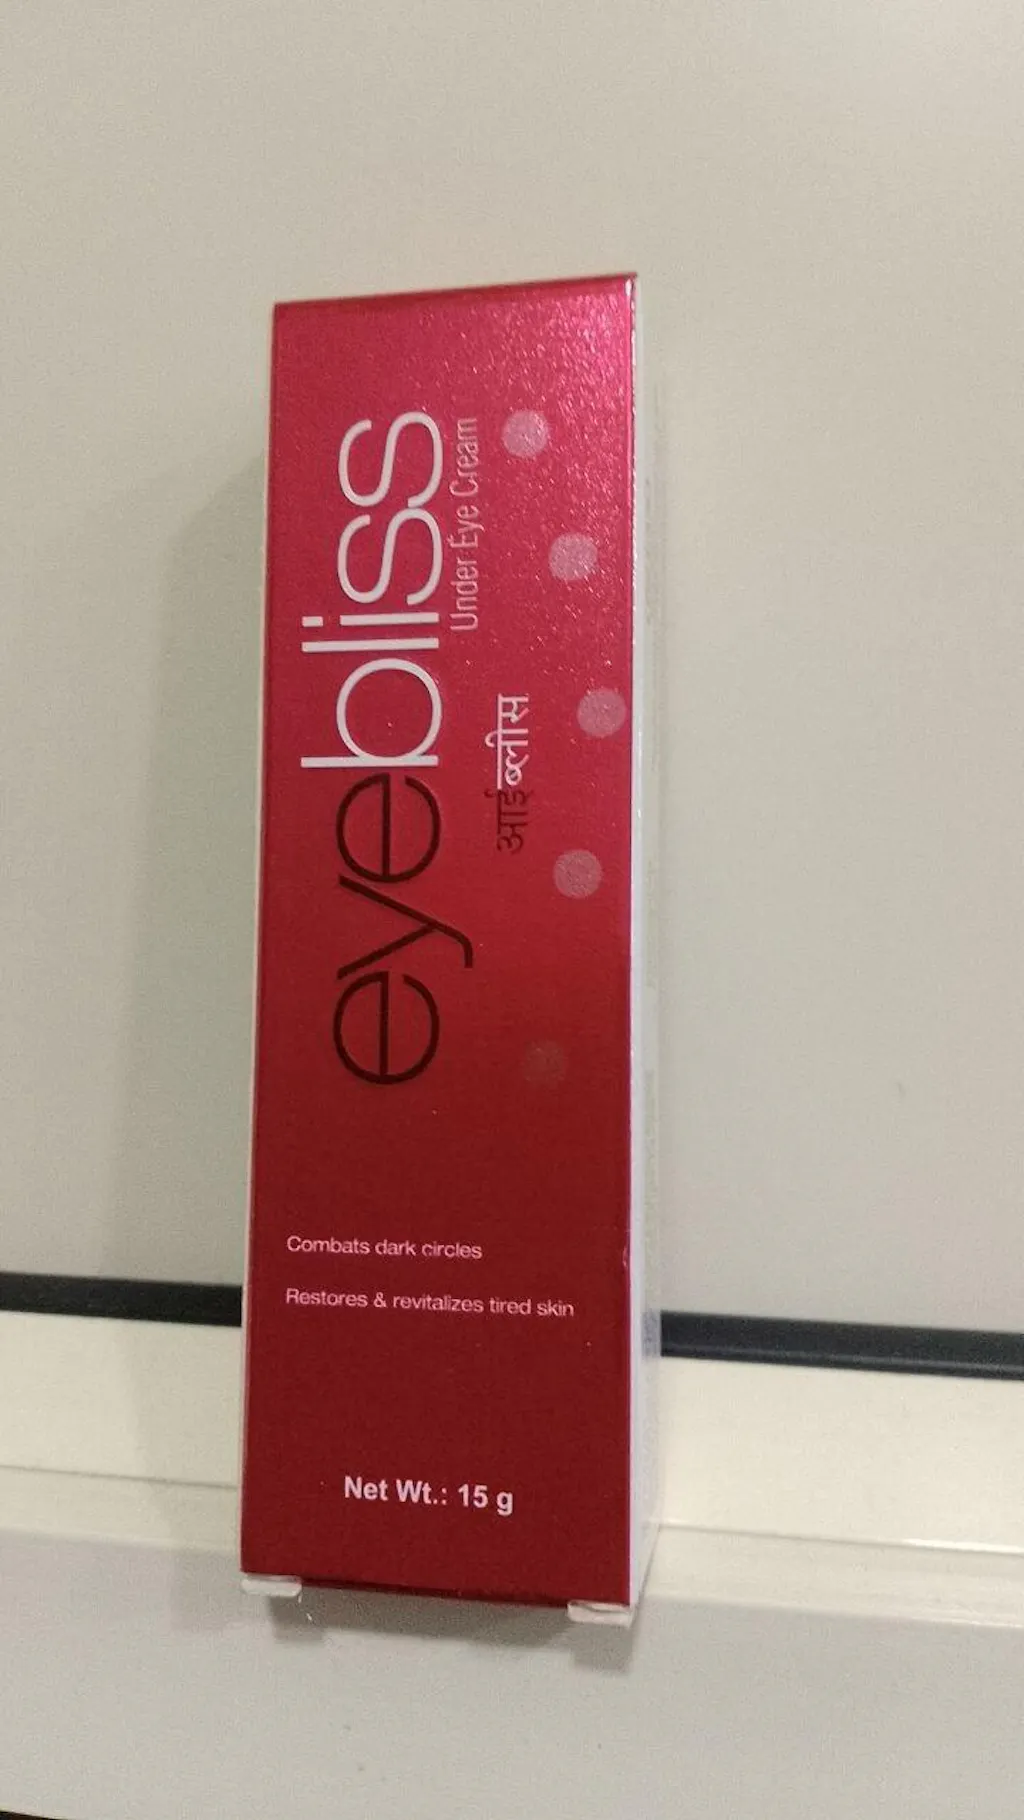 eyebliss
Under Eye Cream
आईब्लीस
Combats dark circles
Restores & revitalizes tired skin
Net Wt.: 15 g